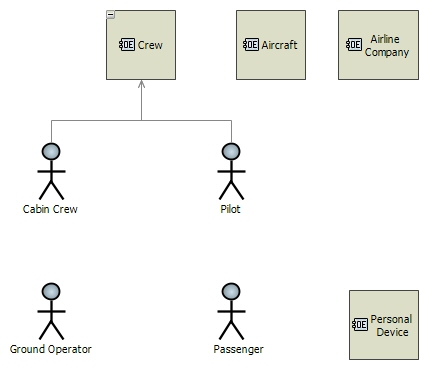 OE Crew
OE Aircraft
OE Airline
Company
Cabin Crew
Pilot
Ground Operator
Passenger
OE Personal
Device